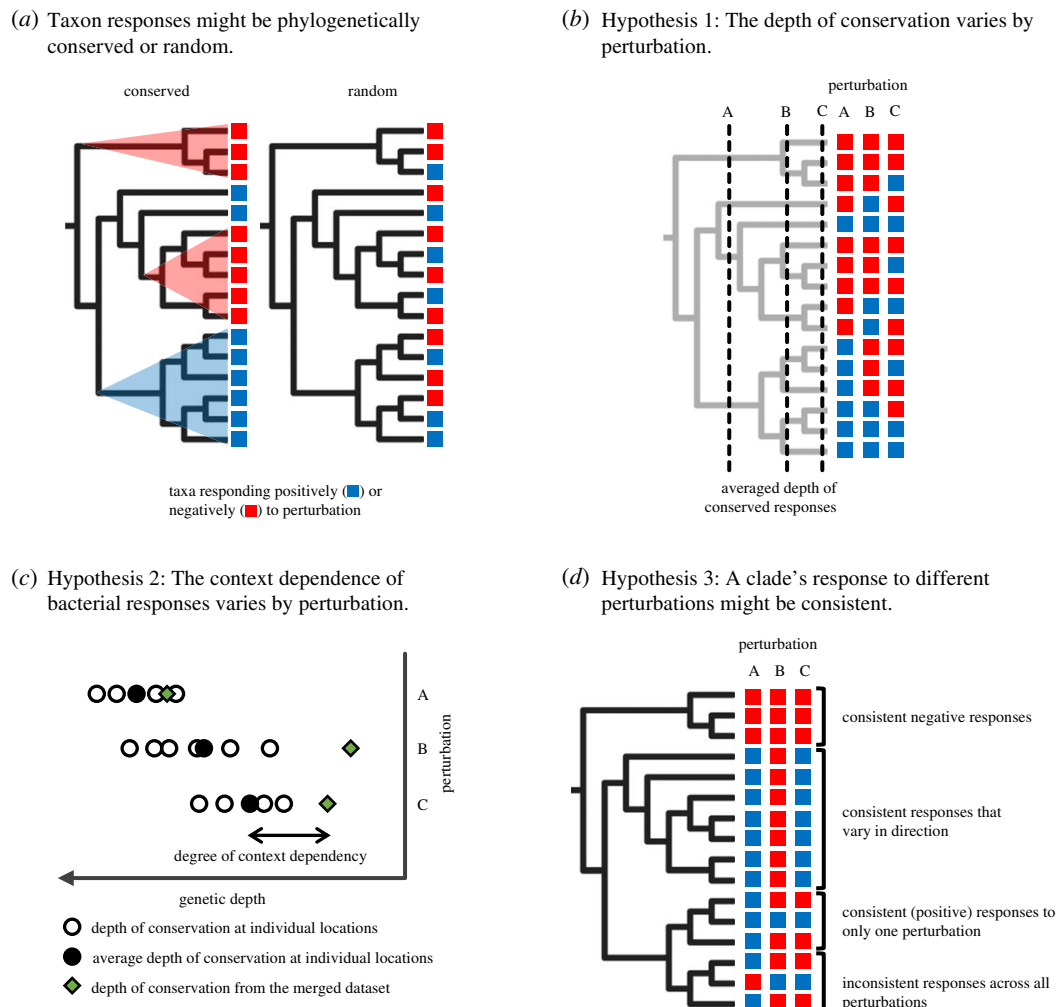 (a) Taxon responses might be phylogenetically
conserved or random.
conserved
random
taxa responding positively ( ) or
negatively ( ) to perturbation
(b) Hypothesis 1: The depth of conservation varies by
perturbation.
perturbation
A B C A B C
averaged depth of
conserved responses
(c) Hypothesis 2: The context dependence of
bacterial responses varies by perturbation.
A
B
C
perturbation
degree of context dependency
genetic depth
depth of conservation at individual locations
average depth of conservation at individual locations
depth of conservation from the merged dataset
(d) Hypothesis 3: A clade’s response to different
perturbations might be consistent.
perturbation
A B C
consistent negative responses
consistent responses that
vary in direction
consistent (positive) responses to
only one perturbation
inconsistent responses across all
perturbations